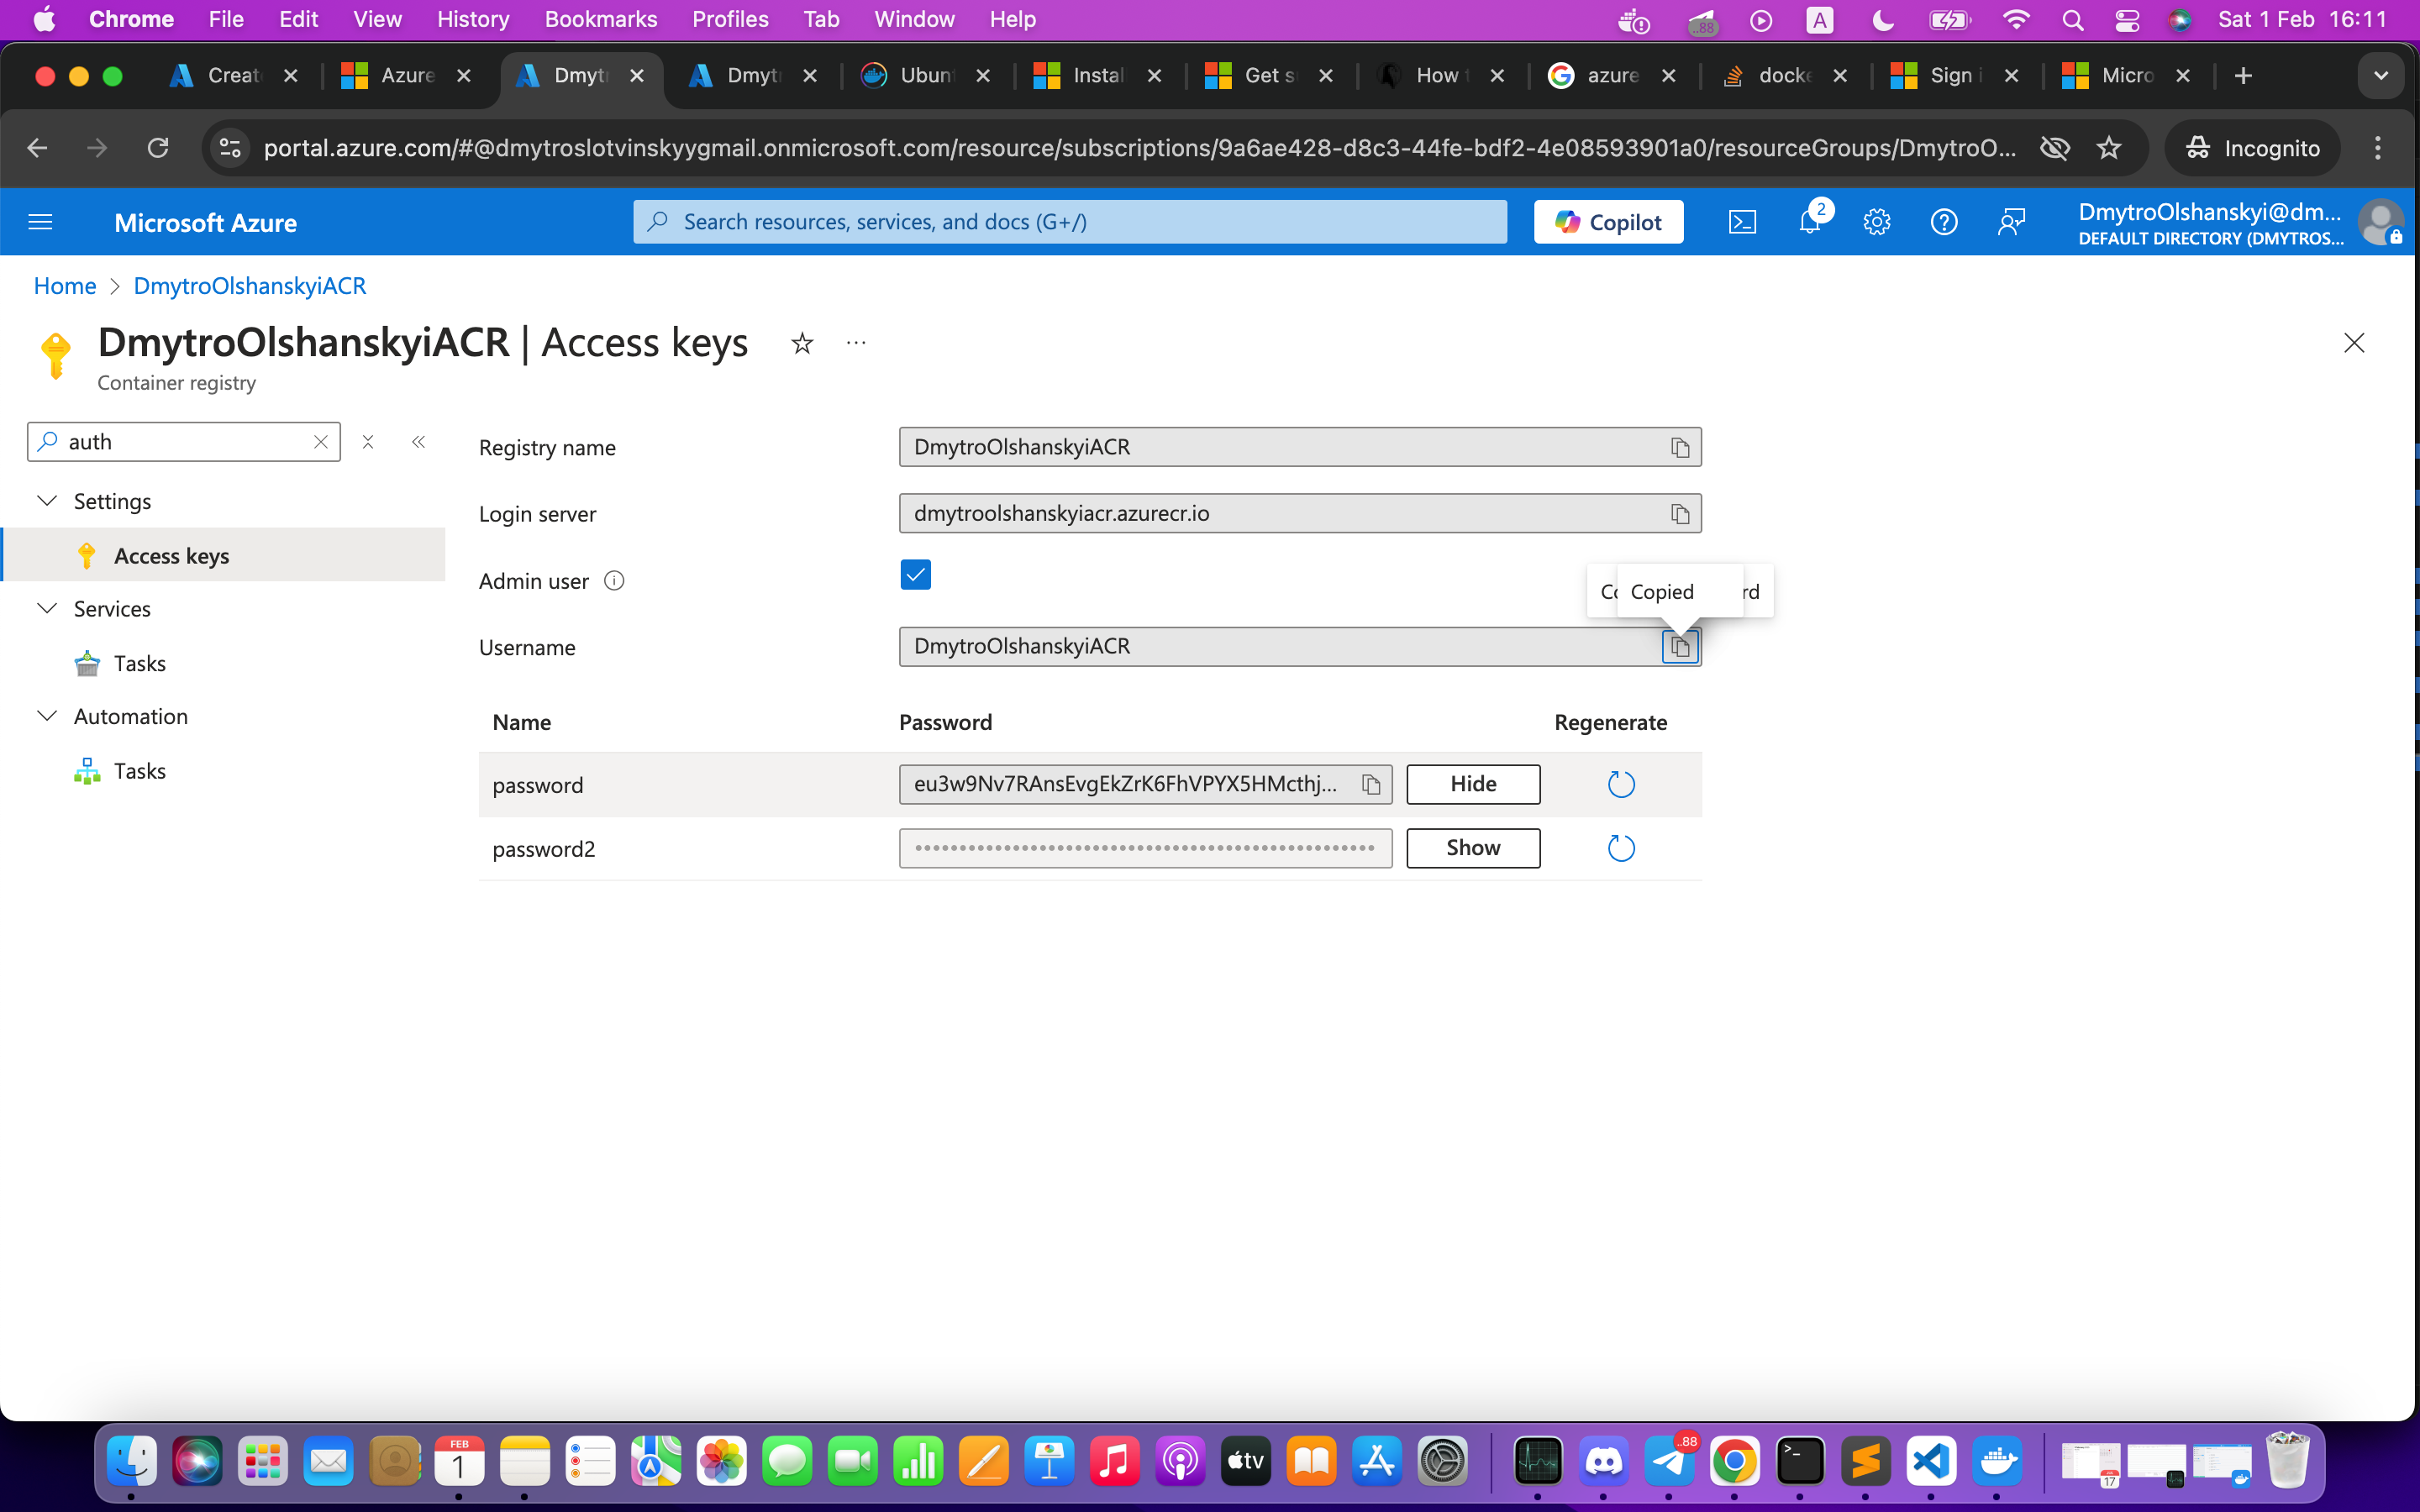 Chrome File Edit View History Bookmarks Profiles Tab Window Help .88 A Sat 1 Feb 16:11
Creat Azure Dmyt Dmyt Ubun Instal Get s How azure docke Sign i Micro
portal.azure.com/#@dmytroslotvinskyygmail.onmicrosoft.com/resource/subscriptions/9a6ae428-d8c3-44fe-bdf2-4e08593901a0/resourceGroups/DmytroO... Incognito
Microsoft Azure Search resources, services, and docs (G+/) Copilot 2 DmytroOlshanskyi@dm...
DEFAULT DIRECTORY (DMYTROS...
Home > DmytroOlshanskyiACR
DmytroOlshanskyiACR | Access keys
Container registry
auth
Settings
Access keys
Services
Tasks
Automation
Tasks
Registry name DmytroOlshanskyiACR
Login server dmytroolshanskyiacr.azurecr.io
Admin user
Copied
Username DmytroOlshanskyiACR
Name Password Regenerate
password eu3w9Nv7RAnsEvgEkZrK6FhVPYX5HMcthj... Hide
password2 Show
FEB
1
tv
.88
17